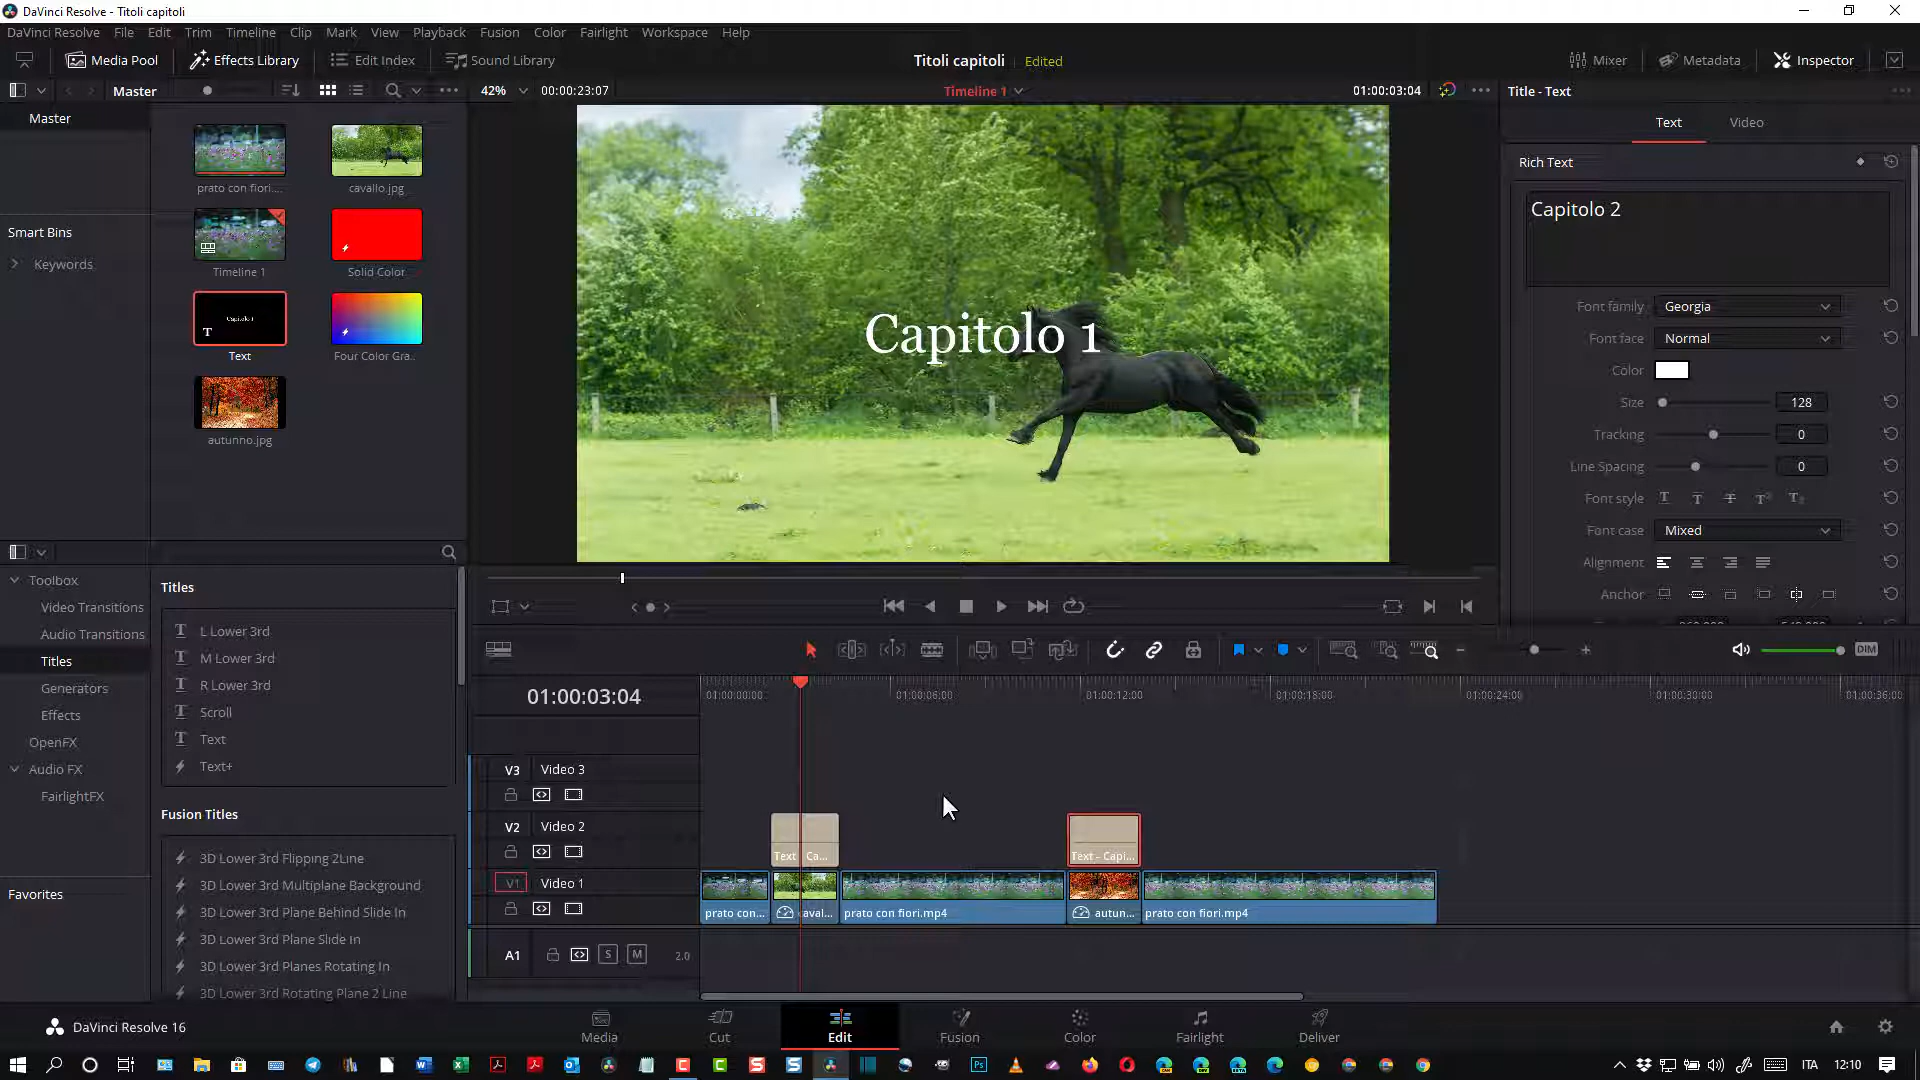 DaVinci Resolve - Titoli capitoli
DaVinci Resolve File Edit Trim Timeline Clip Mark View Playback Fusion Color Fairlight Workspace Help
Media Pool Effects Library Edit Index Sound Library Titoli capitoli Edited Mixer Metadata Inspector
Master 42% 00:00:23:07 Timeline 1 01:00:03:04 Title - Text
Master
Text Video
Rich Text
prato con fiori.... cavallo.jpg
Capitolo 2
Smart Bins
Keywords
Timeline 1 Solid Color
Capitolo 1
Capitolo 1
Text Four Color Gra...
autunno.jpg
Font family Georgia
Font face Normal
Color
Size 128
Tracking 0
Line Spacing 0
Font style
Font case Mixed
Alignment
Anchor
Toolbox
Video Transitions
Audio Transitions
Titles
Generators
Effects
OpenFX
Audio FX
FairlightFX
Favorites
Titles
L Lower 3rd
M Lower 3rd
R Lower 3rd
Scroll
Text
Text+
Fusion Titles
3D Lower 3rd Flipping 2Line
3D Lower 3rd Multiplane Background
3D Lower 3rd Plane Behind Slide In
3D Lower 3rd Plane Slide In
3D Lower 3rd Planes Rotating In
3D Lower 3rd Rotating Plane 2 Line
DIM
01:00:03:04 01:00:00:00 01:00:06:00 01:00:12:00 01:00:18:00 01:00:24:00 01:00:30:00 01:00:36:00
V3 Video 3
V2 Video 2
Text - Ca... Text - Capi...
V1 Video 1
prato con... caval... prato con fiori.mp4 autun... prato con fiori.mp4
A1 S M 2.0
DaVinci Resolve 16
Media Cut Edit Fusion Color Fairlight Deliver
ITA 12:10